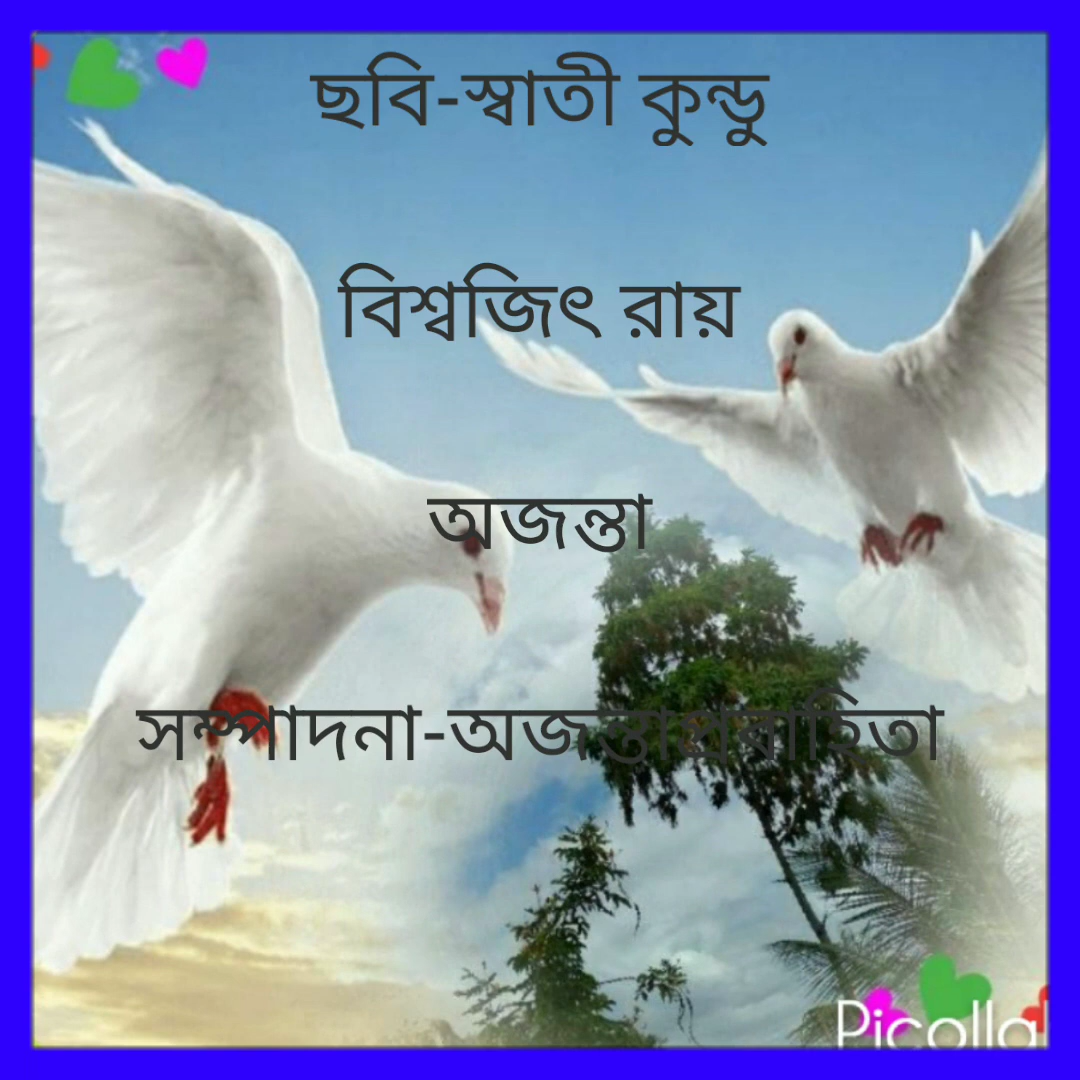 ছবি-স্বাতী কুন্ডু
বিশ্বজিৎ রায়
অজন্তা
সম্পাদনা-অজন্তাপ্রবাহিতা
Picolla